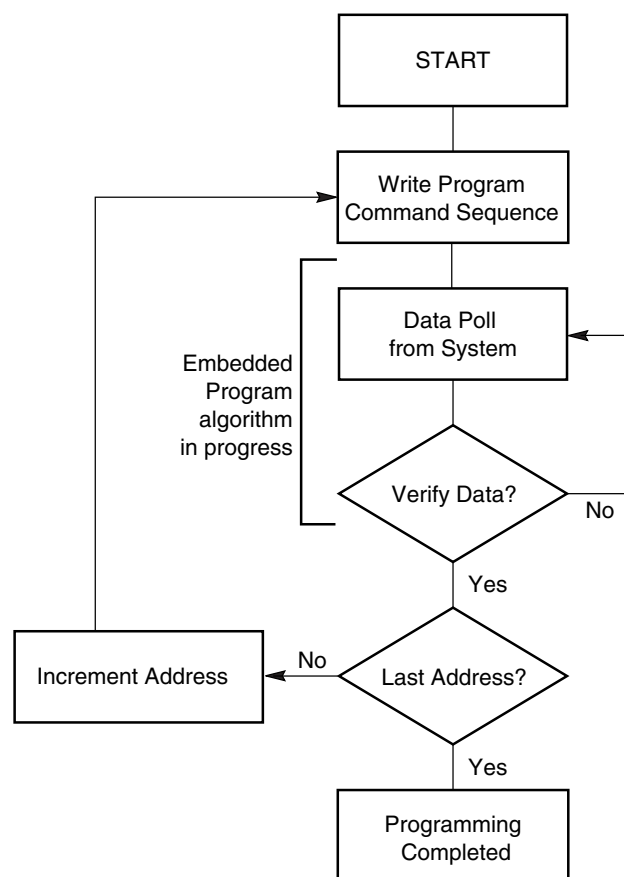 START
Write Program
Command Sequence
Data Poll
from System
Embedded
Program
algorithm
in progress
Verify Data?
No
Yes
Increment Address
No
Last Address?
Yes
Programming
Completed